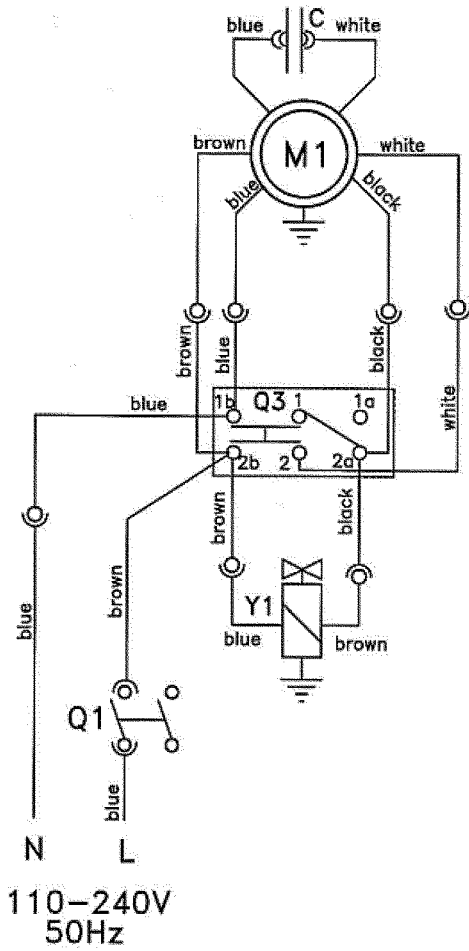 blue C white
M1
brown white
blue black
brown blue black white
blue
1b Q3 1 1a
2b 2 2a
brown black
blue brown
Y1
blue brown
Q1
blue
N L
110-240V
50Hz